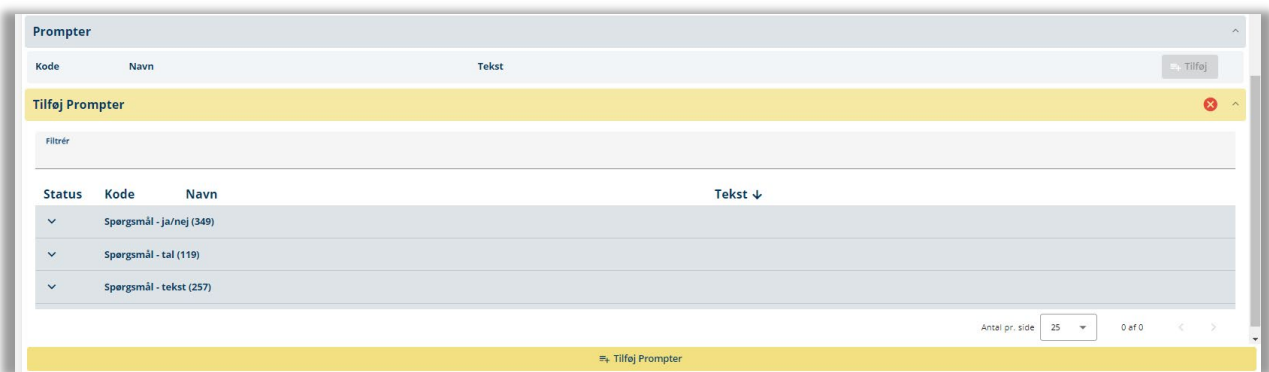 Prompter
Kode Navn Tekst Tilføj
Tilføj Prompter
Filtrér
Status Kode Navn Tekst
Spørgsmål - ja/nej (349)
Spørgsmål - tal (119)
Spørgsmål - tekst (257)
Antal pr. side 25 0 af 0
Tilføj Prompter